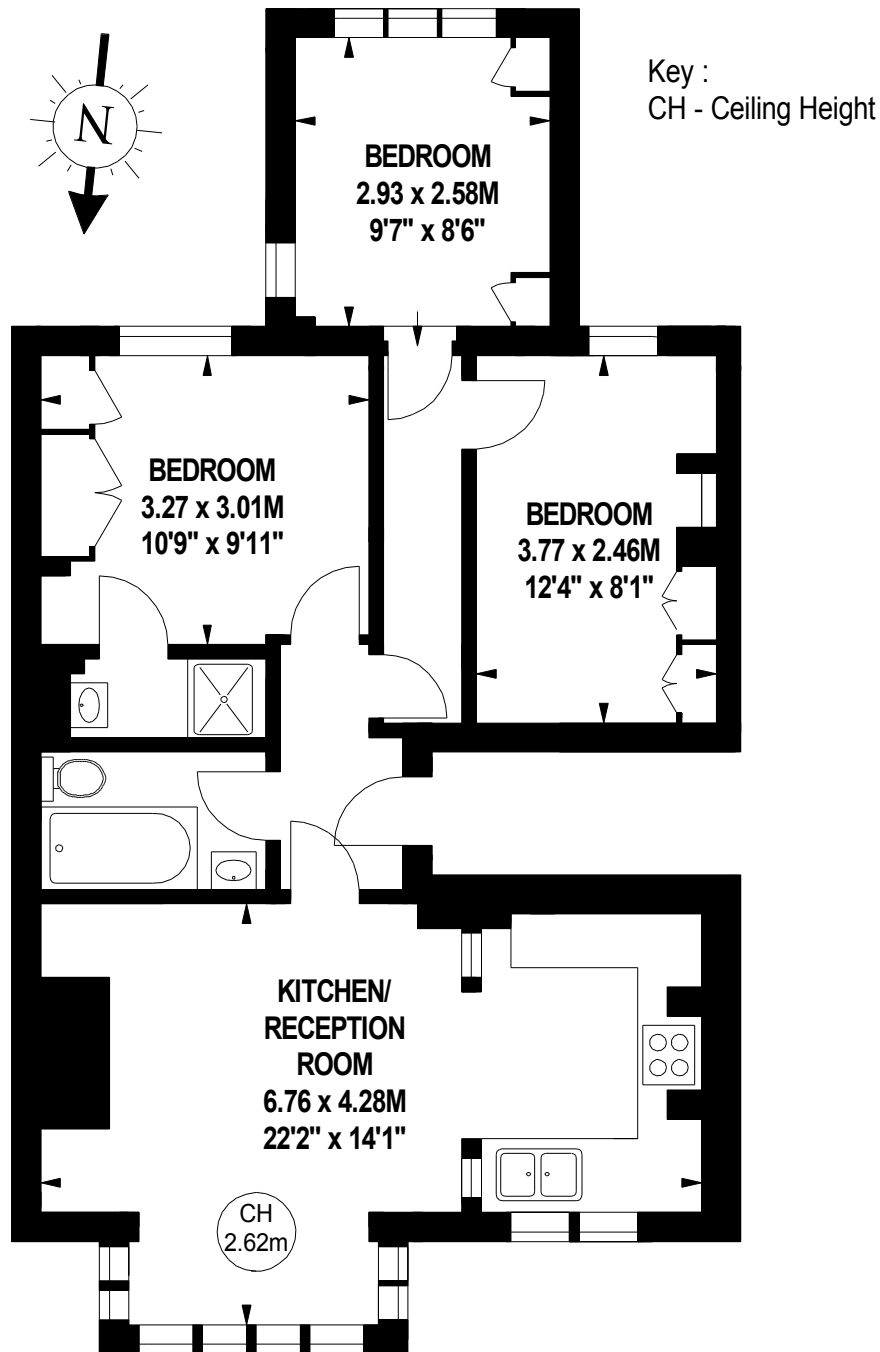 N
Key :
CH - Ceiling Height
BEDROOM
2.93 x 2.58M
9'7" x 8'6"
BEDROOM
3.27 x 3.01M
10'9" x 9'11"
BEDROOM
3.77 x 2.46M
12'4" x 8'1"
KITCHEN/
RECEPTION
ROOM
6.76 x 4.28M
22'2" x 14'1"
CH
2.62m